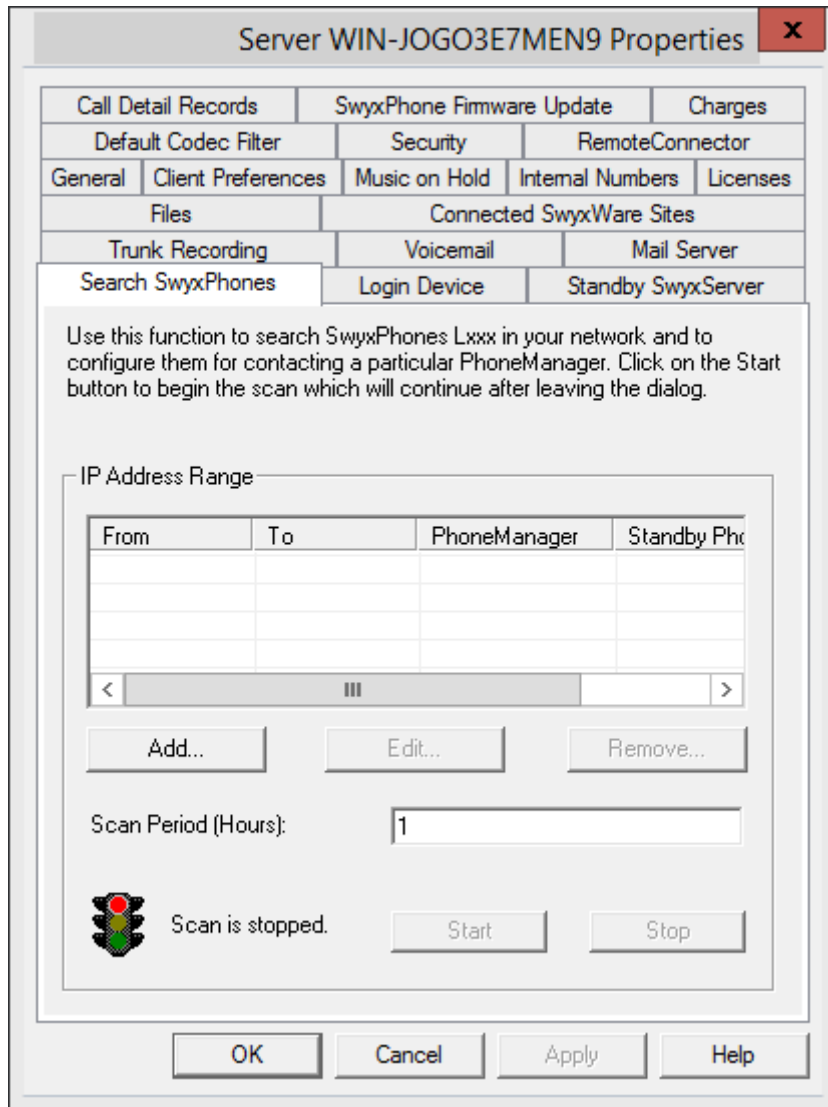 Server WIN-JOGO3E7MEN9 Properties
x
Call Detail Records SwyxPhone Firmware Update Charges
Default Codec Filter Security RemoteConnector
General Client Preferences Music on Hold Internal Numbers Licenses
Files Connected SwyxWare Sites
Trunk Recording Voicemail Mail Server
Search SwyxPhones Login Device Standby SwyxServer
Use this function to search SwyxPhones Lxxx in your network and to
configure them for contacting a particular PhoneManager. Click on the Start
button to begin the scan which will continue after leaving the dialog.
IP Address Range
From To PhoneManager Standby Pho
Add... Edit... Remove...
Scan Period (Hours): 1
Scan is stopped. Start Stop
OK Cancel Apply Help